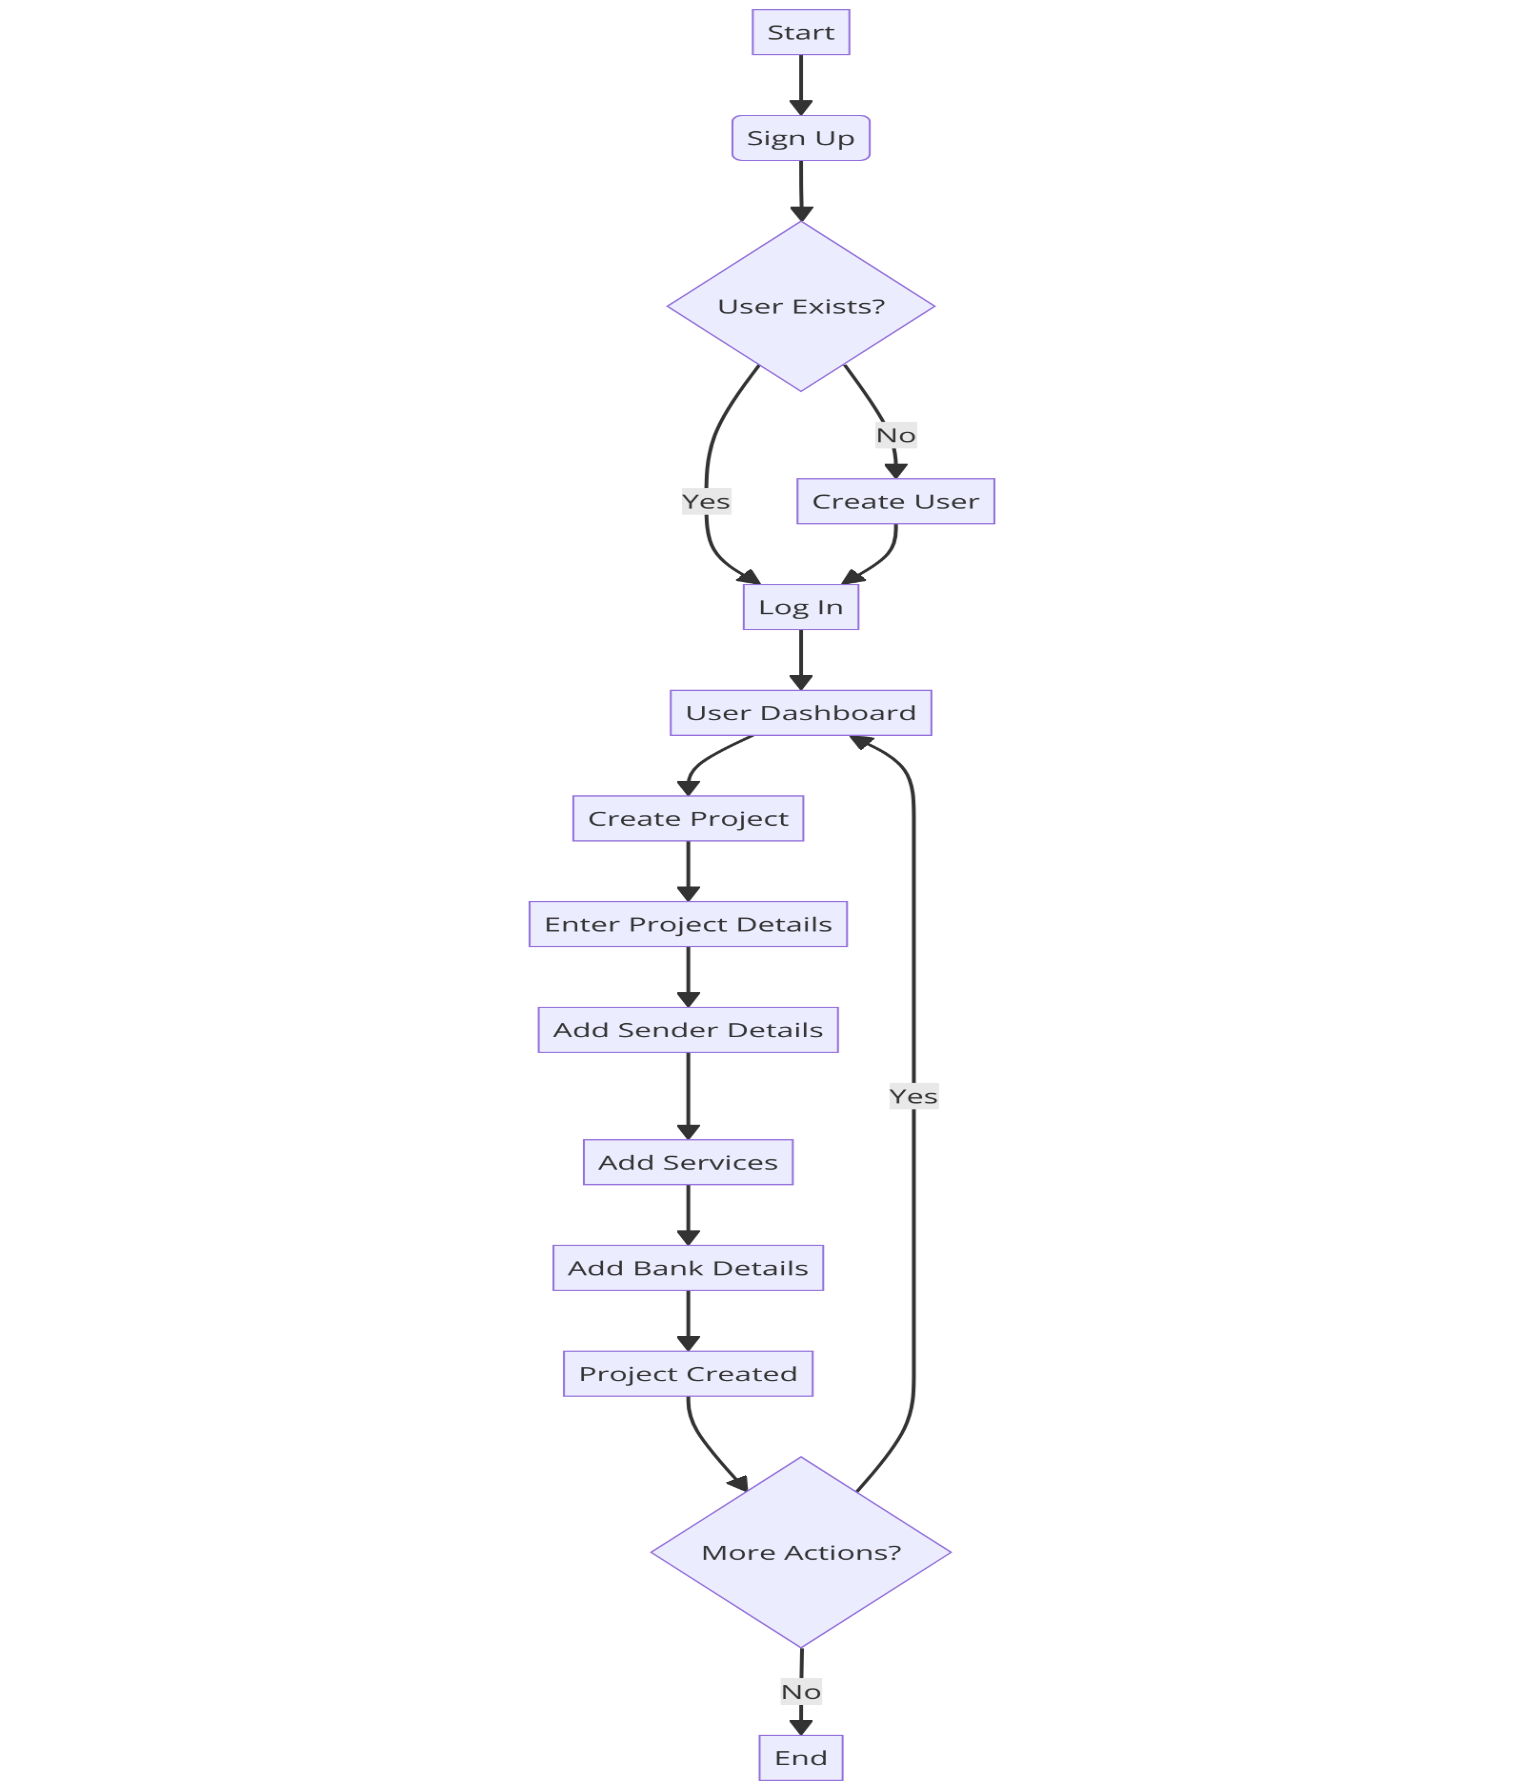 Start
Sign Up
User Exists?
No
Yes
Create User
Log In
User Dashboard
Create Project
Enter Project Details
Add Sender Details
Yes
Add Services
Add Bank Details
Project Created
More Actions?
No
End